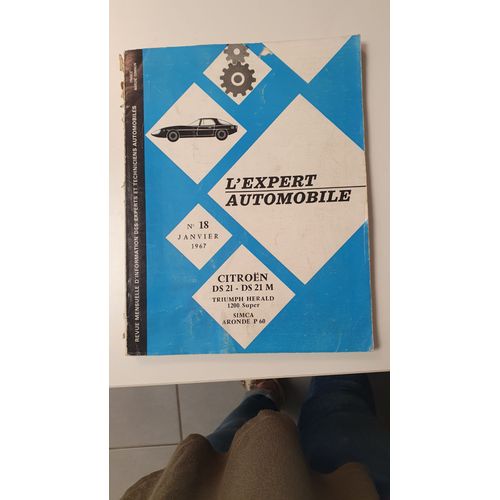 L'EXPERT
AUTOMOBILE
N° 18
JANVIER
1967
CITROËN
DS 21 - DS 21 M
TRIUMPH HERALD
1200 Super
SIMCA
ARONDE P 60
REVUE MENSUELLE D'INFORMATION DES EXPERTS ET TECHNICIENS AUTOMOBILES